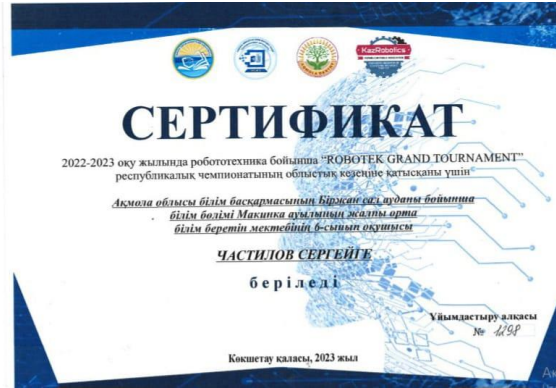 KazRobotics
СЕРТИФИКАТ
2022-2023 оқу жылында робототехника бойынша “ROBOTEK GRAND TOURNAMENT”
республикалық чемпионатының облыстық кезеңіне қатысқаны үшін
Ақмола облысы білім басқармасының Біржан сал ауданы бойынша
білім бөлімі Макинка ауылының жалпы орта
білім беретін мектебінің 6-сынып оқушысы
ЧАСТИЛОВ СЕРГЕЙГЕ
беріледі
Ұйымдастыру алқасы
№ 1298
Көкшетау қаласы, 2023 жыл